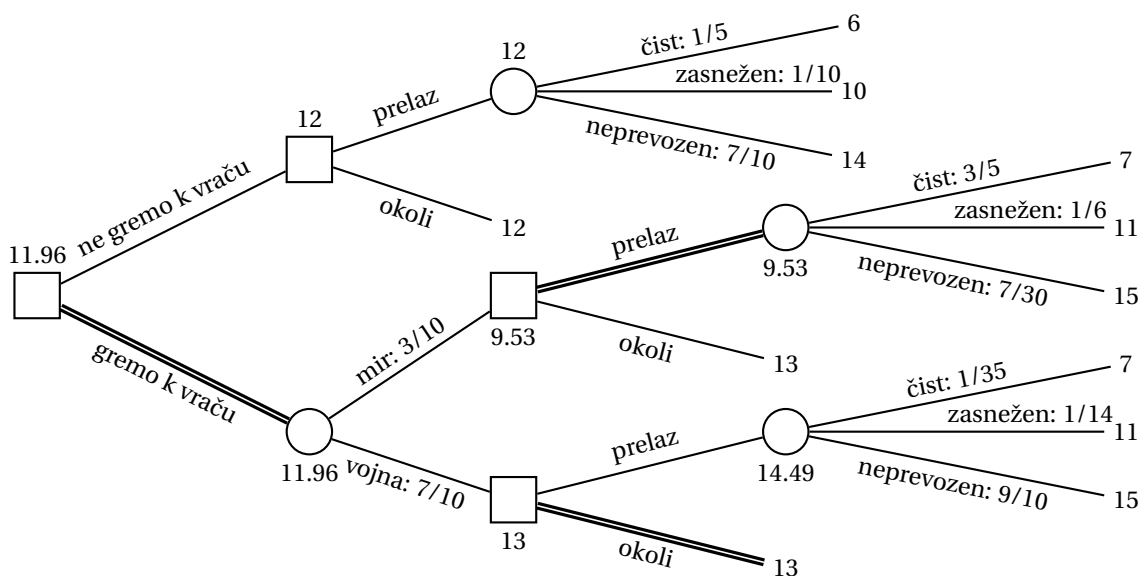 čist: 1/5
6
12
zasnežen: 1/10
10
prelaz
neprevozen: 7/10
14
12
ne gremo k vraču
okoli
12
11.96
čist: 3/5
7
zasnežen: 1/6
11
prelaz
neprevozen: 7/30
15
9.53
9.53
mir: 3/10
okoli
13
gremo k vraču
11.96
čist: 1/35
7
zasnežen: 1/14
11
prelaz
neprevozen: 9/10
15
14.49
vojna: 7/10
13
okoli
13